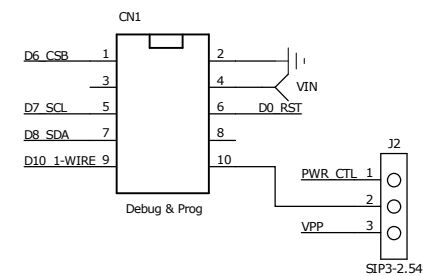 CN1
D6_CSB 1 2
3 4 VIN
D7_SCL 5 6 D0_RST
D8_SDA 7 8
D10_1-WIRE 9 10
Debug & Prog
J2
PWR_CTL 1
2
VPP 3
SIP3-2.54